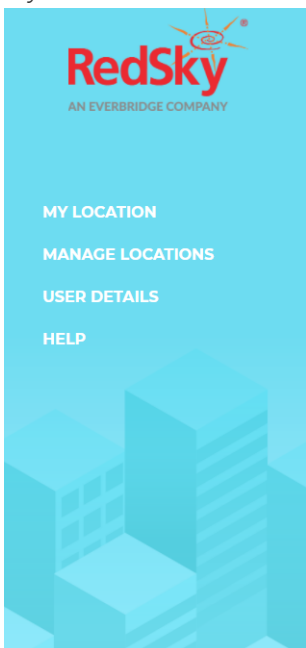 RedSky®
AN EVERBRIDGE COMPANY
MY LOCATION
MANAGE LOCATIONS
USER DETAILS
HELP